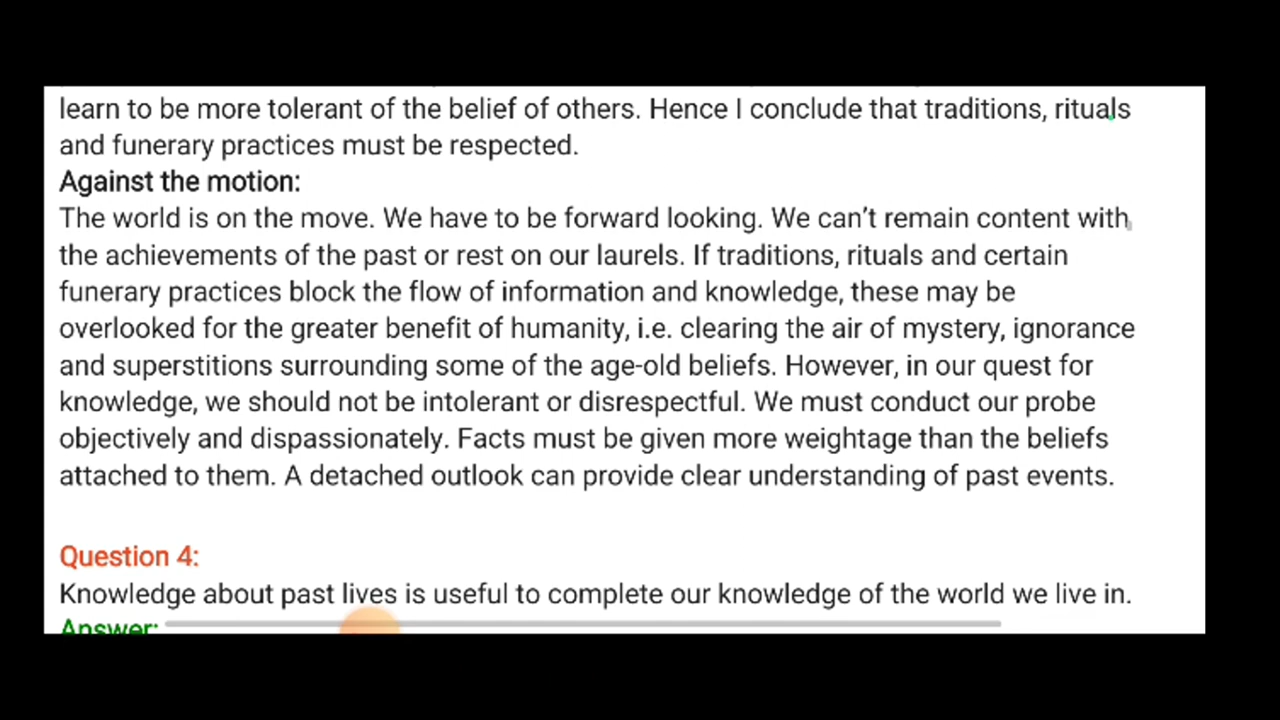 learn to be more tolerant of the belief of others. Hence I conclude that traditions, rituals
and funerary practices must be respected.
Against the motion:
The world is on the move. We have to be forward looking. We can't remain content with
the achievements of the past or rest on our laurels. If traditions, rituals and certain
funerary practices block the flow of information and knowledge, these may be
overlooked for the greater benefit of humanity, i.e. clearing the air of mystery, ignorance
and superstitions surrounding some of the age-old beliefs. However, in our quest for
knowledge, we should not be intolerant or disrespectful. We must conduct our probe
objectively and dispassionately. Facts must be given more weightage than the beliefs
attached to them. A detached outlook can provide clear understanding of past events.
Question 4:
Knowledge about past lives is useful to complete our knowledge of the world we live in.
Answer: